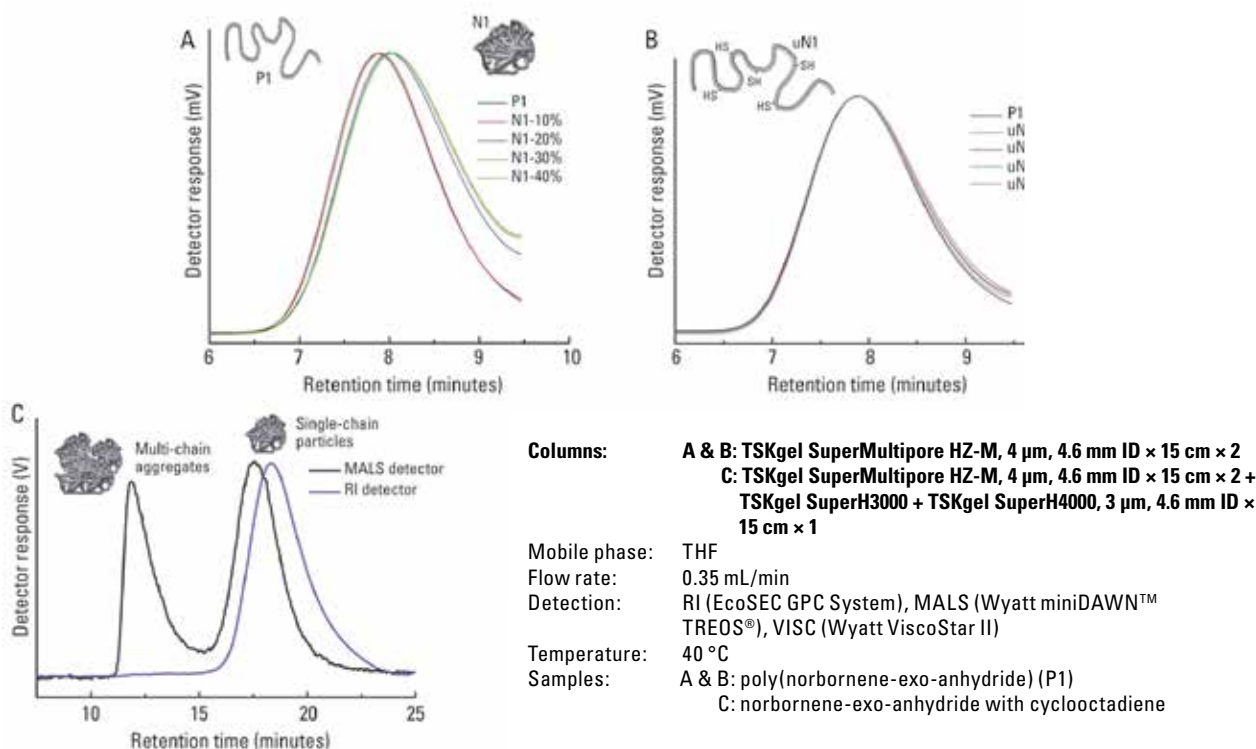 A
P1
N1
P1
N1-10%
N1-20%
N1-30%
N1-40%
Detector response (mV)
6 7 8 9 10
Retention time (minutes)
B
HS
SH
HS
HS
uN1
SH
P1
uN
uN
uN
uN
Detector response (mV)
6 7 8 9
Retention time (minutes)
C
Multi-chain
aggregates
Single-chain
particles
MALS detector
RI detector
Detector response (V)
10 15 20 25
Retention time (minutes)
Columns: A & B: TSKgel SuperMultipore HZ-M, 4 µm, 4.6 mm ID × 15 cm × 2
C: TSKgel SuperMultipore HZ-M, 4 µm, 4.6 mm ID × 15 cm × 2 +
TSKgel SuperH3000 + TSKgel SuperH4000, 3 µm, 4.6 mm ID ×
15 cm × 1
Mobile phase: THF
Flow rate: 0.35 mL/min
Detection: RI (EcoSEC GPC System), MALS (Wyatt miniDAWN™
TREOS®), VISC (Wyatt ViscoStar II)
Temperature: 40 °C
Samples: A & B: poly(norbornene-exo-anhydride) (P1)
C: norbornene-exo-anhydride with cyclooctadiene